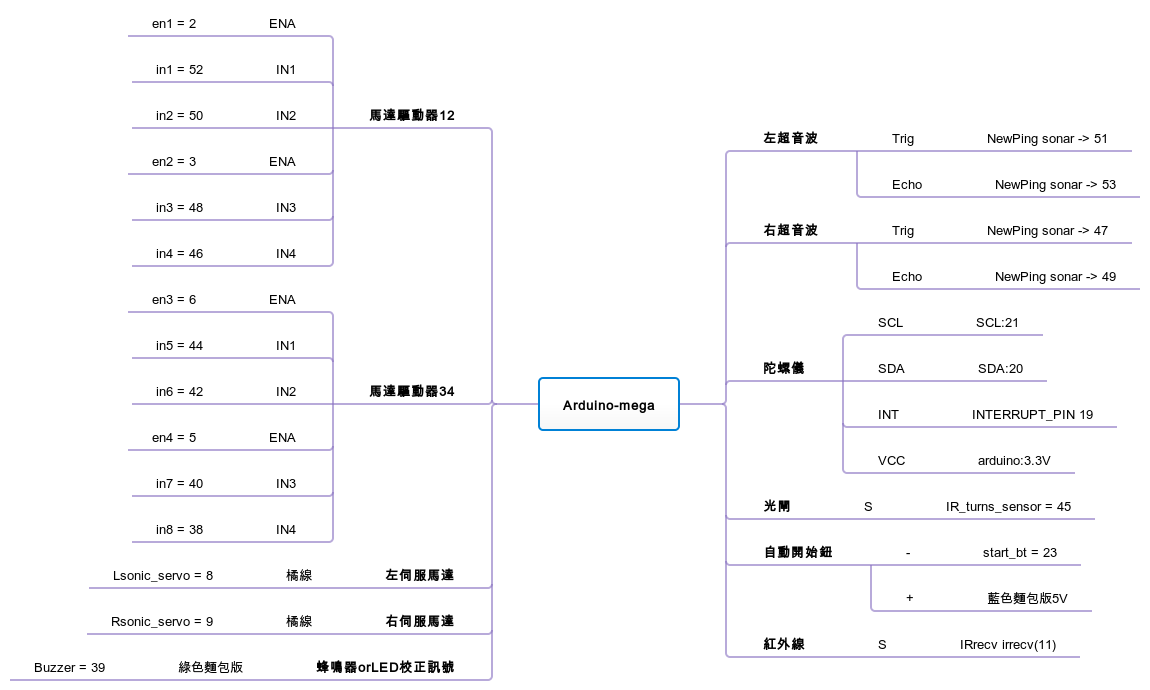 en1 = 2 ENA
in1 = 52 IN1
in2 = 50 IN2
馬達驅動器12
en2 = 3 ENA
in3 = 48 IN3
in4 = 46 IN4
en3 = 6 ENA
in5 = 44 IN1
in6 = 42 IN2
馬達驅動器34
en4 = 5 ENA
in7 = 40 IN3
in8 = 38 IN4
Lsonic_servo = 8 橘線 左伺服馬達
Rsonic_servo = 9 橘線 右伺服馬達
Buzzer = 39 綠色麵包版 蜂鳴器orLED校正訊號
Arduino-mega
左超音波 Trig NewPing sonar -> 51
Echo NewPing sonar -> 53
右超音波 Trig NewPing sonar -> 47
Echo NewPing sonar -> 49
SCL SCL:21
陀螺儀 SDA SDA:20
INT INTERRUPT_PIN 19
VCC arduino:3.3V
光閘 S IR_turns_sensor = 45
自動開始鈕 - start_bt = 23
+ 藍色麵包版5V
紅外線 S IRrecv irrecv(11)